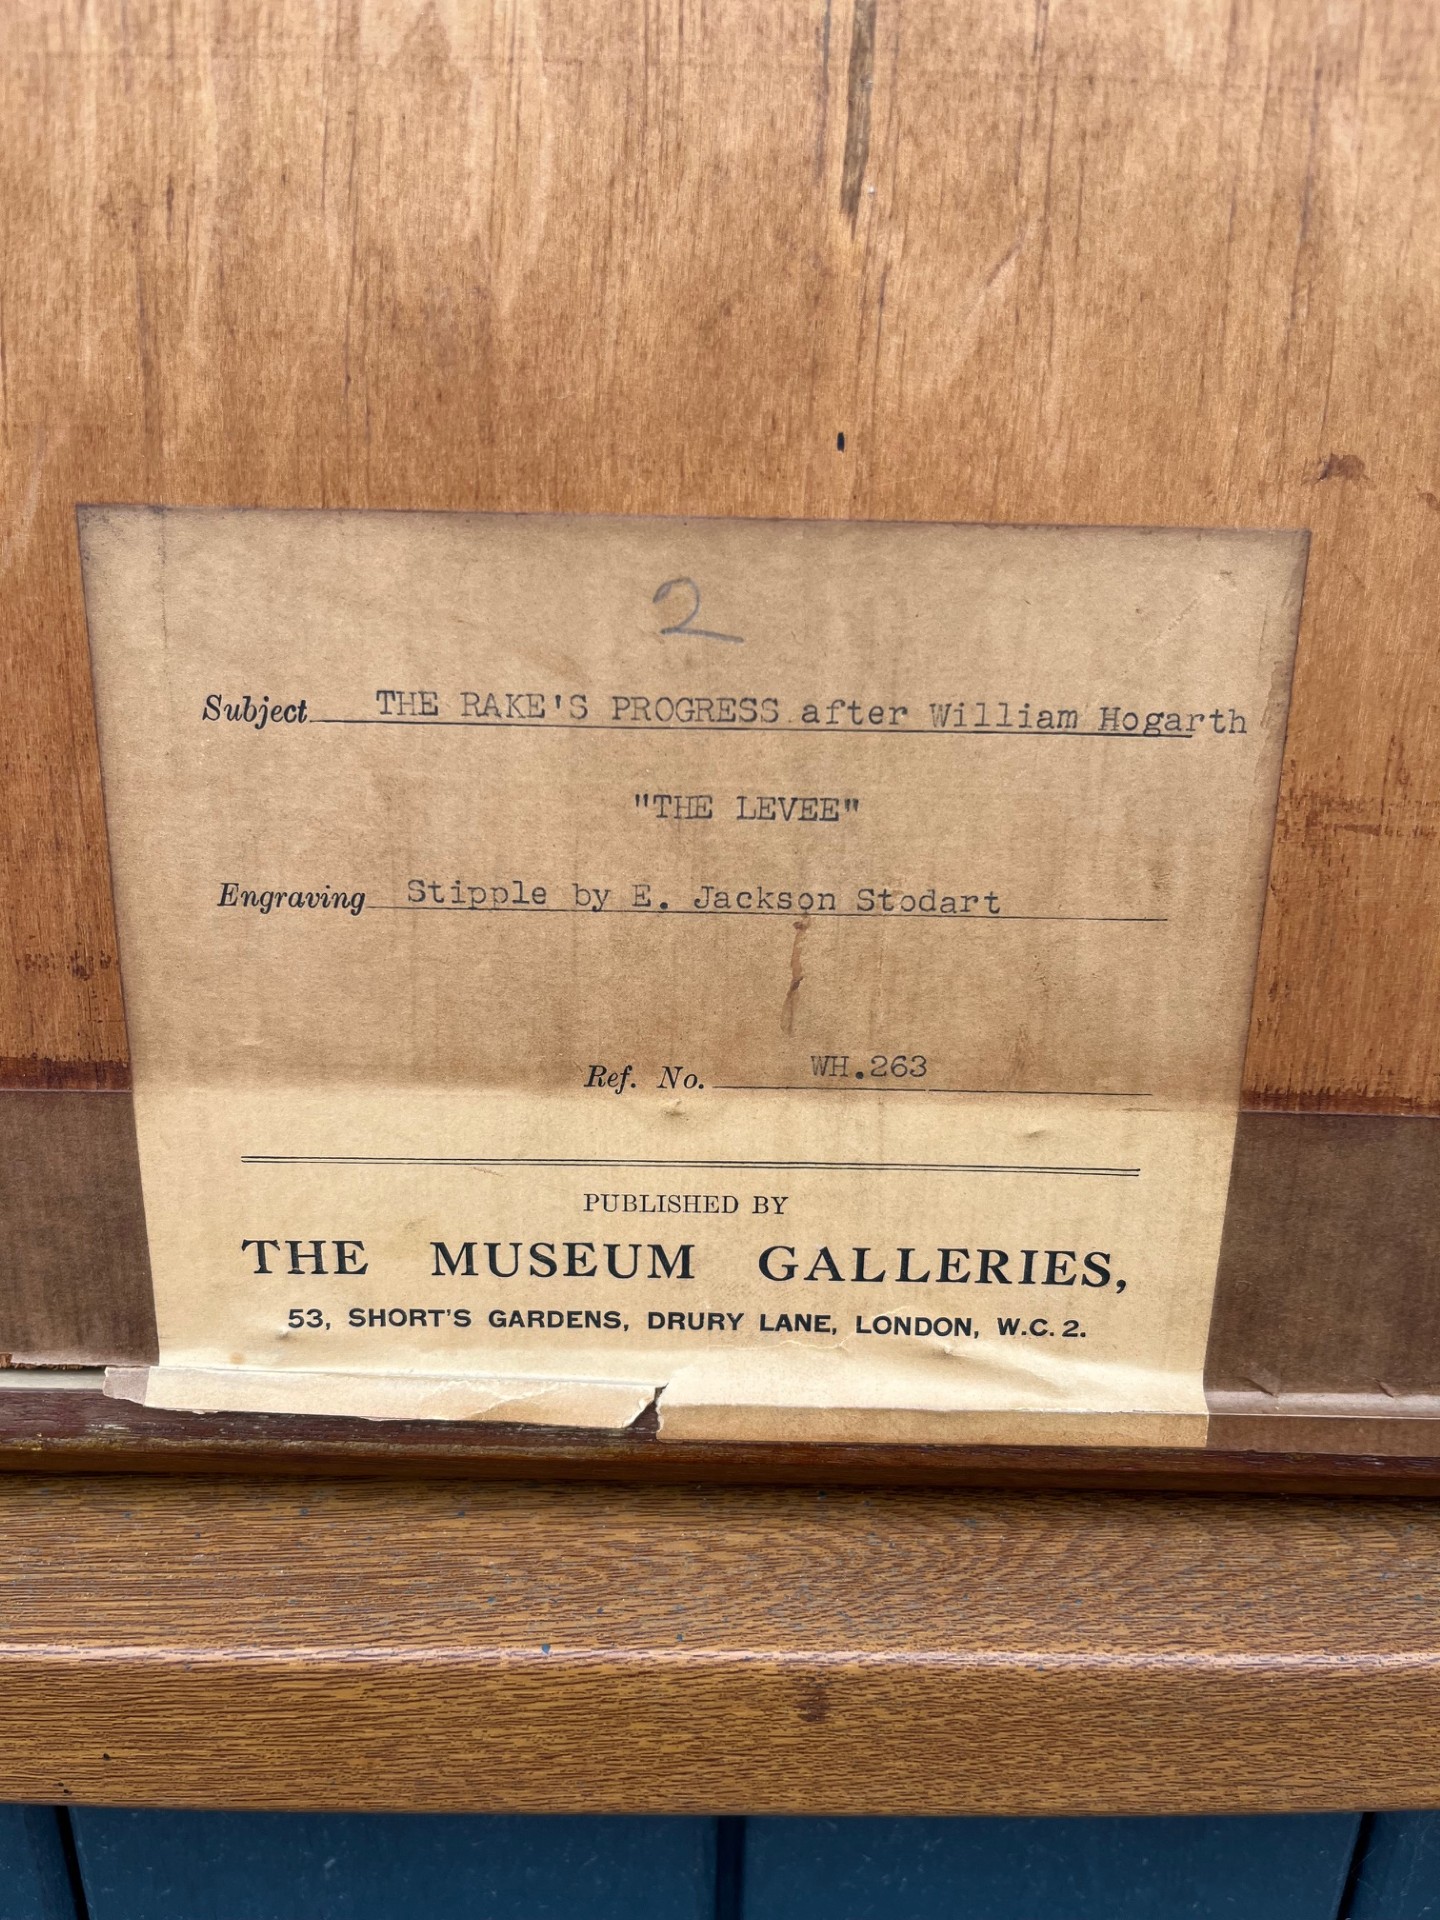 2
Subject THE RAKE'S PROGRESS after William Hogarth
"THE LEVEE"
Engraving Stipple by E. Jackson Stodart
Ref. No. WH.263
PUBLISHED BY
THE MUSEUM GALLERIES,
53, SHORT'S GARDENS, DRURY LANE, LONDON, W.C. 2.